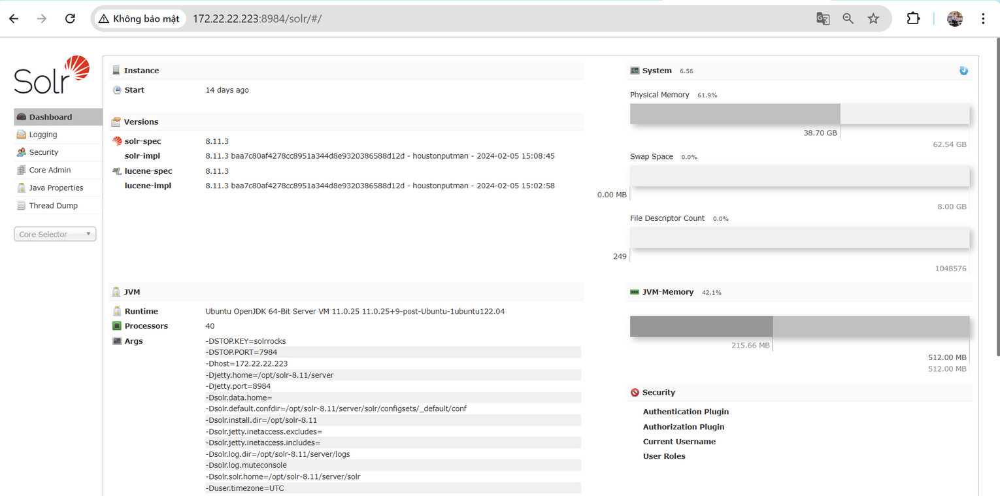 Không bảo mật
172.22.22.223:8984/solr/#/
Solr
Dashboard
Logging
Security
Core Admin
Java Properties
Thread Dump
Core Selector
Instance
Start 14 days ago
Versions
solr-spec 8.11.3
solr-impl 8.11.3 baa7c80af4278cc8951a344d8e9320386588d12d - houstonputman - 2024-02-05 15:08:45
lucene-spec 8.11.3
lucene-impl 8.11.3 baa7c80af4278cc8951a344d8e9320386588d12d - houstonputman - 2024-02-05 15:02:58
JVM
Runtime Ubuntu OpenJDK 64-Bit Server VM 11.0.25 11.0.25+9-post-Ubuntu-1ubuntu122.04
Processors 40
Args -DSTOP.KEY=solrrocks
-DSTOP.PORT=7984
-Dhost=172.22.22.223
-Djetty.home=/opt/solr-8.11/server
-Djetty.port=8984
-Dsolr.data.home=
-Dsolr.default.confdir=/opt/solr-8.11/server/solr/configsets/_default/conf
-Dsolr.install.dir=/opt/solr-8.11
-Dsolr.jetty.inetaccess.excludes=
-Dsolr.jetty.inetaccess.includes=
-Dsolr.log.dir=/opt/solr-8.11/server/logs
-Dsolr.log.muteconsole
-Dsolr.solr.home=/opt/solr-8.11/server/solr
-Duser.timezone=UTC
System 6.56
Physical Memory 61.9%
38.70 GB
62.54 GB
Swap Space 0.0%
0.00 MB
8.00 GB
File Descriptor Count 0.0%
249
1048576
JVM-Memory 42.1%
215.66 MB
512.00 MB
512.00 MB
Security
Authentication Plugin
Authorization Plugin
Current Username
User Roles